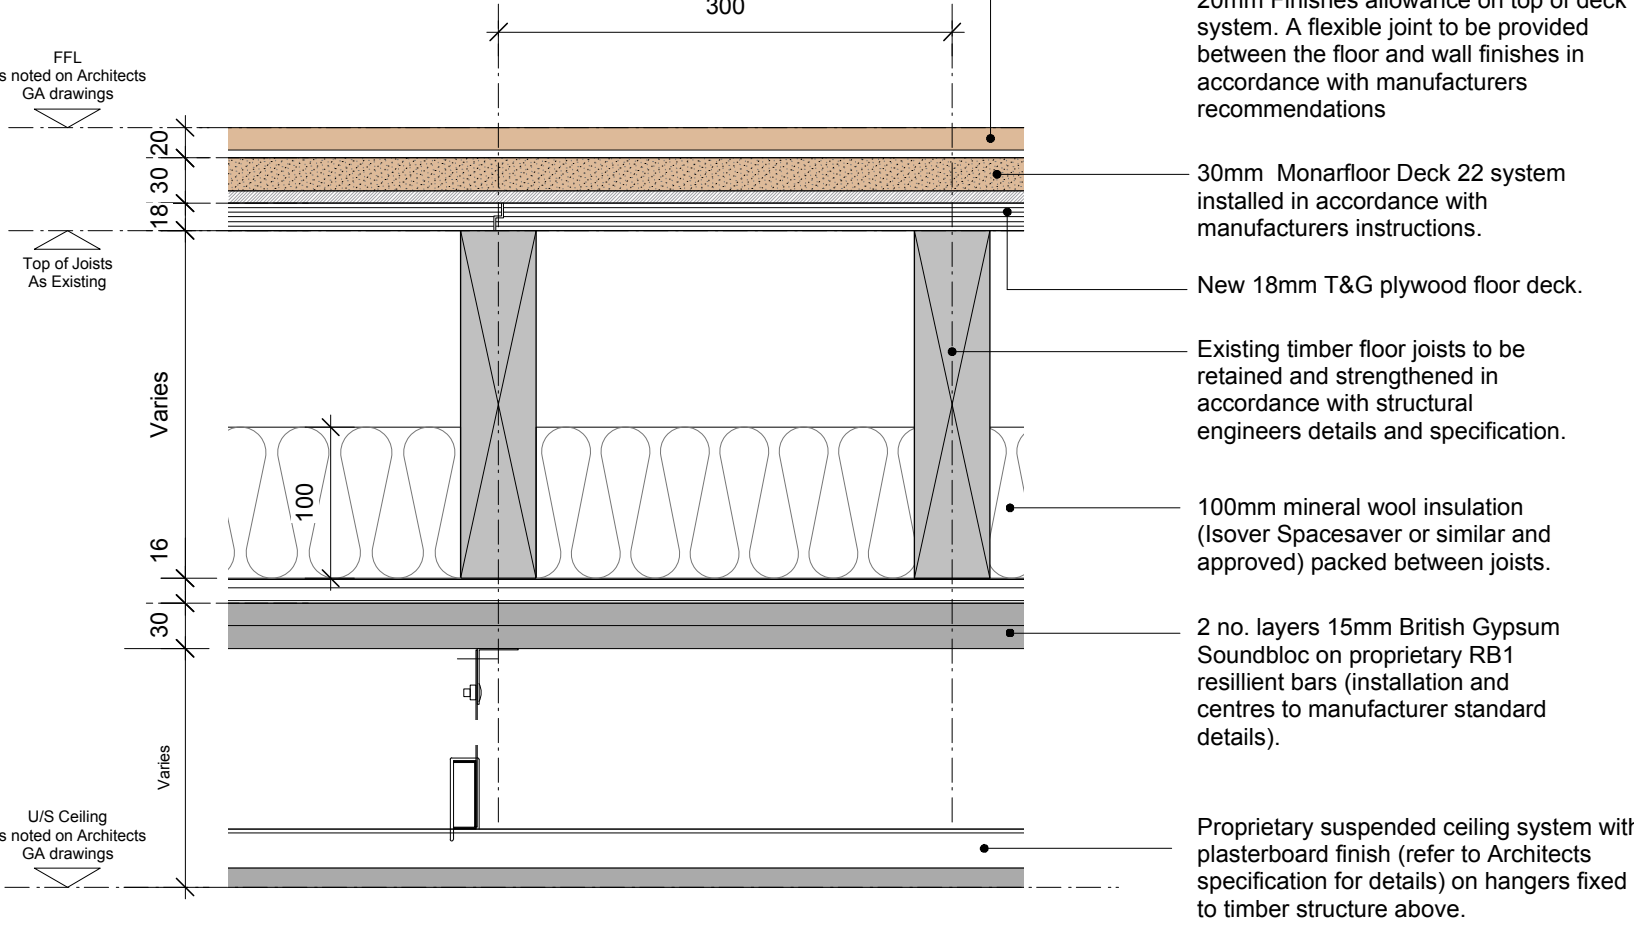 300
20mm Finishes allowance on top of deck
system. A flexible joint to be provided
between the floor and wall finishes in
accordance with manufacturers
recommendations
FFL
s noted on Architects
GA drawings
20
30
18
30mm Monarfloor Deck 22 system
installed in accordance with
manufacturers instructions.
Top of Joists
As Existing
New 18mm T&G plywood floor deck.
Existing timber floor joists to be
retained and strengthened in
accordance with structural
engineers details and specification.
Varies
100
100mm mineral wool insulation
(Isover Spacesaver or similar and
approved) packed between joists.
16
30
2 no. layers 15mm British Gypsum
Soundbloc on proprietary RB1
resillient bars (installation and
centres to manufacturer standard
details).
Varies
U/S Ceiling
s noted on Architects
GA drawings
Proprietary suspended ceiling system with
plasterboard finish (refer to Architects
specification for details) on hangers fixed
to timber structure above.